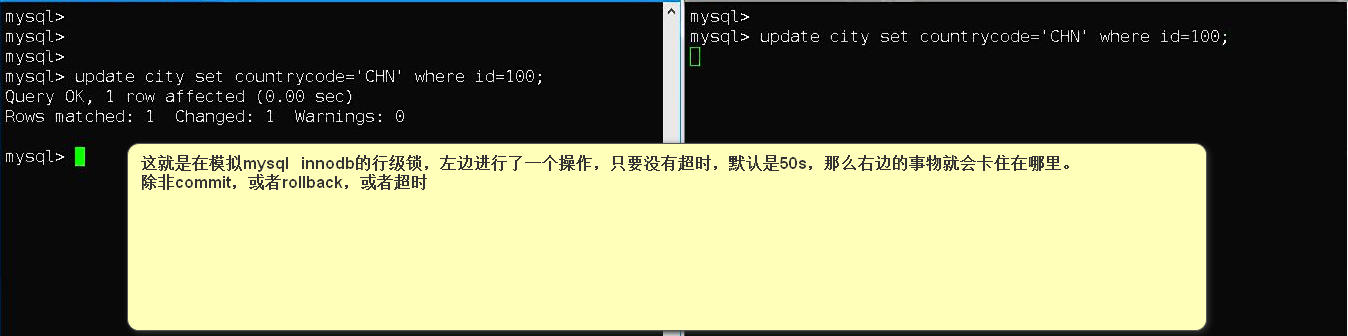 mysql>
mysql>
mysql>
mysql> update city set countrycode='CHN' where id=100;
Query OK, 1 row affected (0.00 sec)
Rows matched: 1  Changed: 1  Warnings: 0
mysql>
mysql>
mysql> update city set countrycode='CHN' where id=100;
这就是在模拟mysql  innodb的行级锁，左边进行了一个操作，只要没有超时，默认是50s，那么右边的事物就会卡住在哪里。
除非commit，或者rollback，或者超时